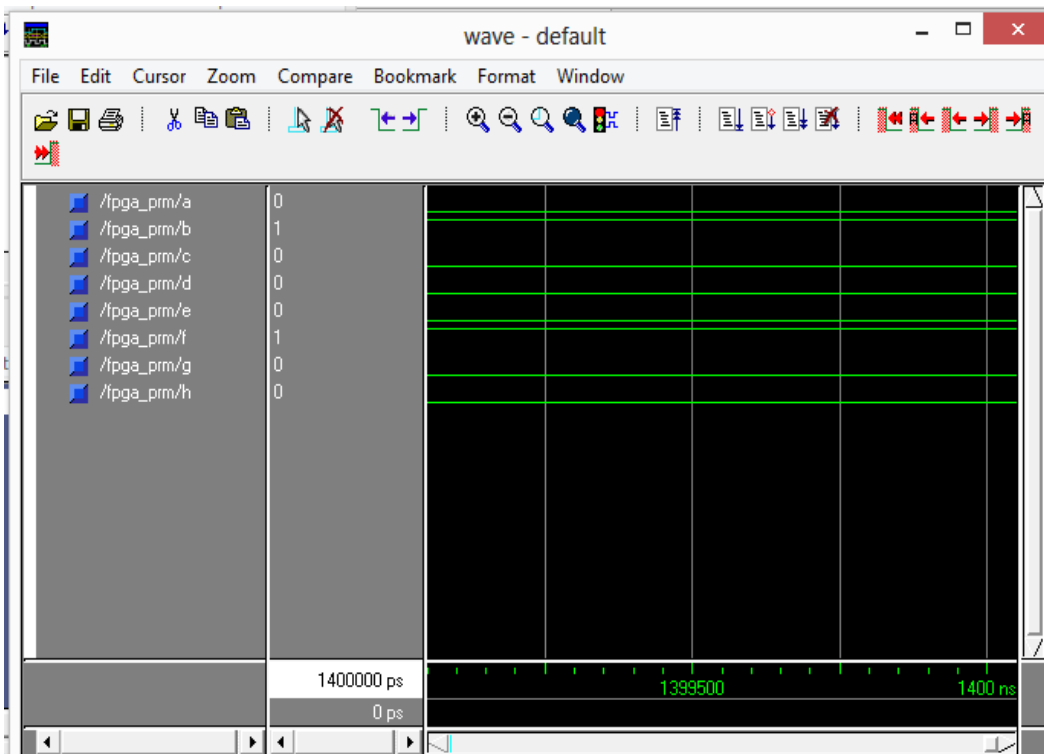 wave - default
File Edit Cursor Zoom Compare Bookmark Format Window
/fpga_prm/a 0
/fpga_prm/b 1
/fpga_prm/c 0
/fpga_prm/d 0
/fpga_prm/e 0
/fpga_prm/f 1
/fpga_prm/g 0
/fpga_prm/h 0
1400000 ps 1399500 1400 ns
0 ps